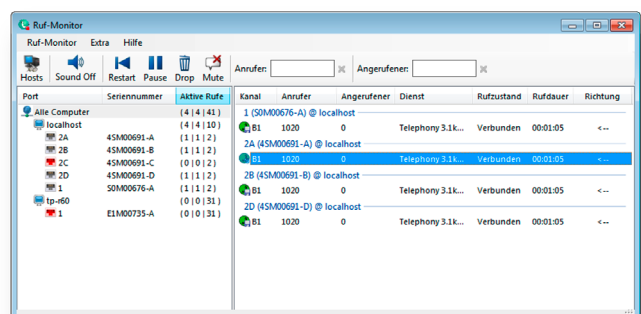 Ruf-Monitor
Ruf-Monitor Extra Hilfe
Hosts Sound Off Restart Pause Drop Mute Anrufer: Angerufener:
Port Seriennummer Aktive Rufe
Alle Computer (4|4|41)
localhost (4|4|10)
2A 4SM00691-A (1|1|2)
2B 4SM00691-B (1|1|2)
2C 4SM00691-C (0|0|2)
2D 4SM00691-D (1|1|2)
1 S0M00676-A (1|1|2)
tp-r60 (0|0|31)
1 E1M00735-A (0|0|31)
Kanal Anrufer Angerufener Dienst Rufzustand Rufdauer Richtung
1 (S0M00676-A) @ localhost
B1 1020 0 Telephony 3.1k... Verbunden 00:01:05 <--
2A (4SM00691-A) @ localhost
B1 1020 0 Telephony 3.1k... Verbunden 00:01:05 <--
2B (4SM00691-B) @ localhost
B1 1020 0 Telephony 3.1k... Verbunden 00:01:05 <--
2D (4SM00691-D) @ localhost
B1 1020 0 Telephony 3.1k... Verbunden 00:01:05 <--